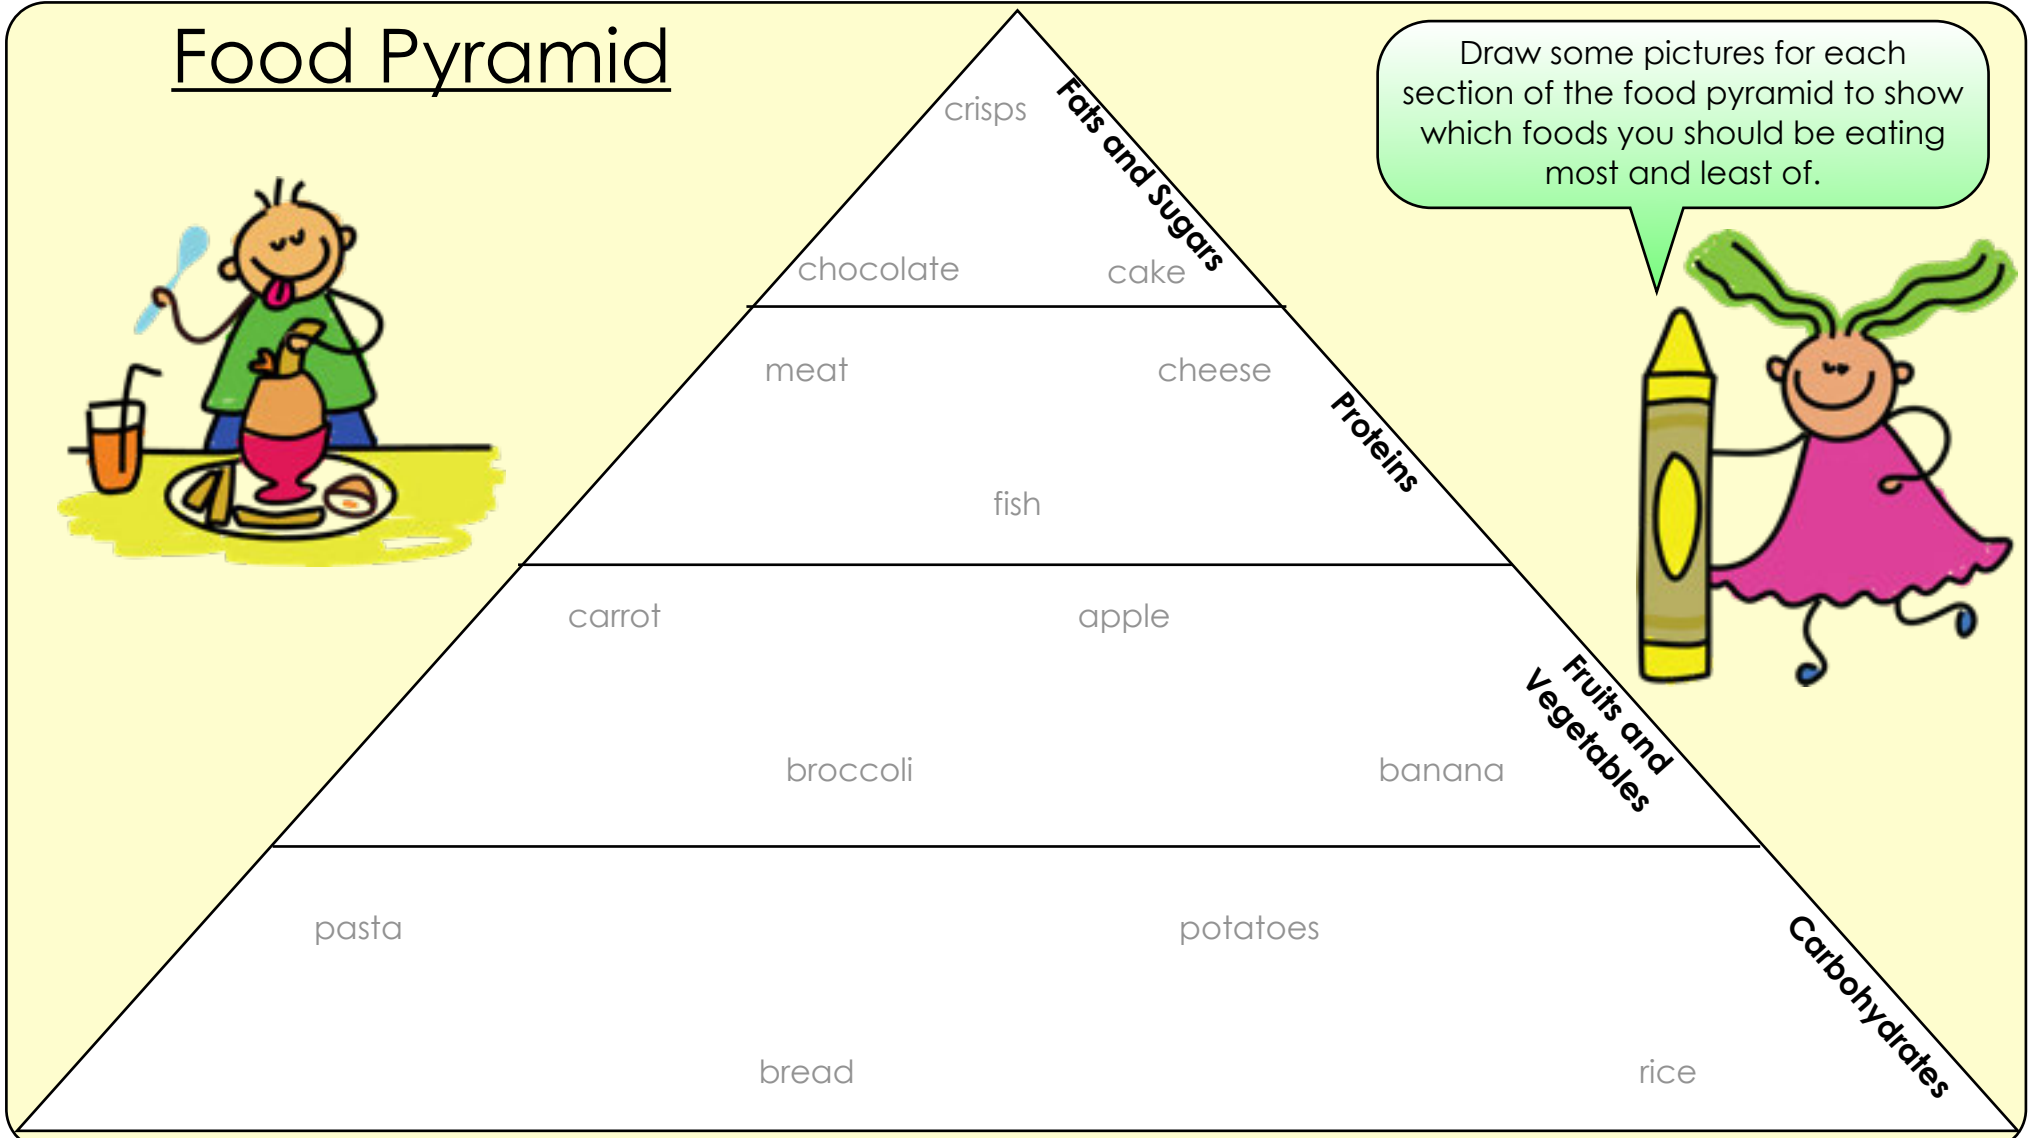 Food Pyramid
Draw some pictures for each
section of the food pyramid to show
which foods you should be eating
most and least of.
crisps
Fats and Sugars
chocolate
cake
meat
cheese
Proteins
fish
carrot
apple
Fruits and
Vegetables
broccoli
banana
pasta
potatoes
Carbohydrates
bread
rice